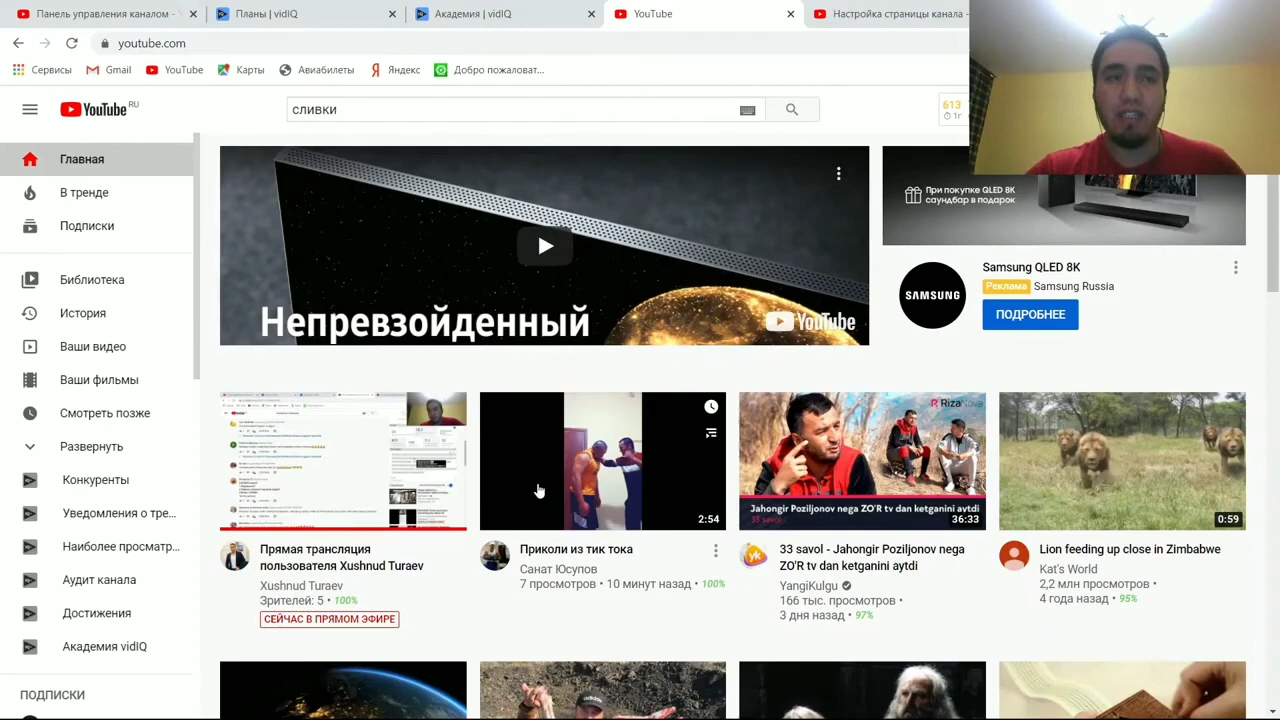 Панель управления каналом -
Планы | vidIQ
Академия | vidIQ
YouTube
Настройка страницы канала -
youtube.com
Сервисы
Gmail
YouTube
Карты
Авиабилеты
Яндекс
Добро пожаловат...
YouTube RU
сливки
613
1г
Главная
В тренде
Подписки
Библиотека
История
Ваши видео
Ваши фильмы
Смотреть позже
Развернуть
Конкуренты
Уведомления о тре...
Наиболее просматр...
Аудит канала
Достижения
Академия vidIQ
ПОДПИСКИ
Непревзойденный
YouTube
При покупке QLED 8K
саундбар в подарок
SAMSUNG
Samsung QLED 8K
Реклама Samsung Russia
ПОДРОБНЕЕ
Прямая трансляция
пользователя Xushnud Turaev
Xushnud Turaev
Зрителей: 5 • 100%
СЕЙЧАС В ПРЯМОМ ЭФИРЕ
2:54
Приколи из тик тока
Санат Юсупов
7 просмотров • 10 минут назад • 100%
Jahongir Poziljonov nega ZO'R tv dan ketganini aytdi
33 savol
36:33
33 savol - Jahongir Poziljonov nega
ZO'R tv dan ketganini aytdi
YangiKulgu
166 тыс. просмотров •
3 дня назад • 97%
0:59
Lion feeding up close in Zimbabwe
Kat's World
2,2 млн просмотров •
4 года назад • 95%